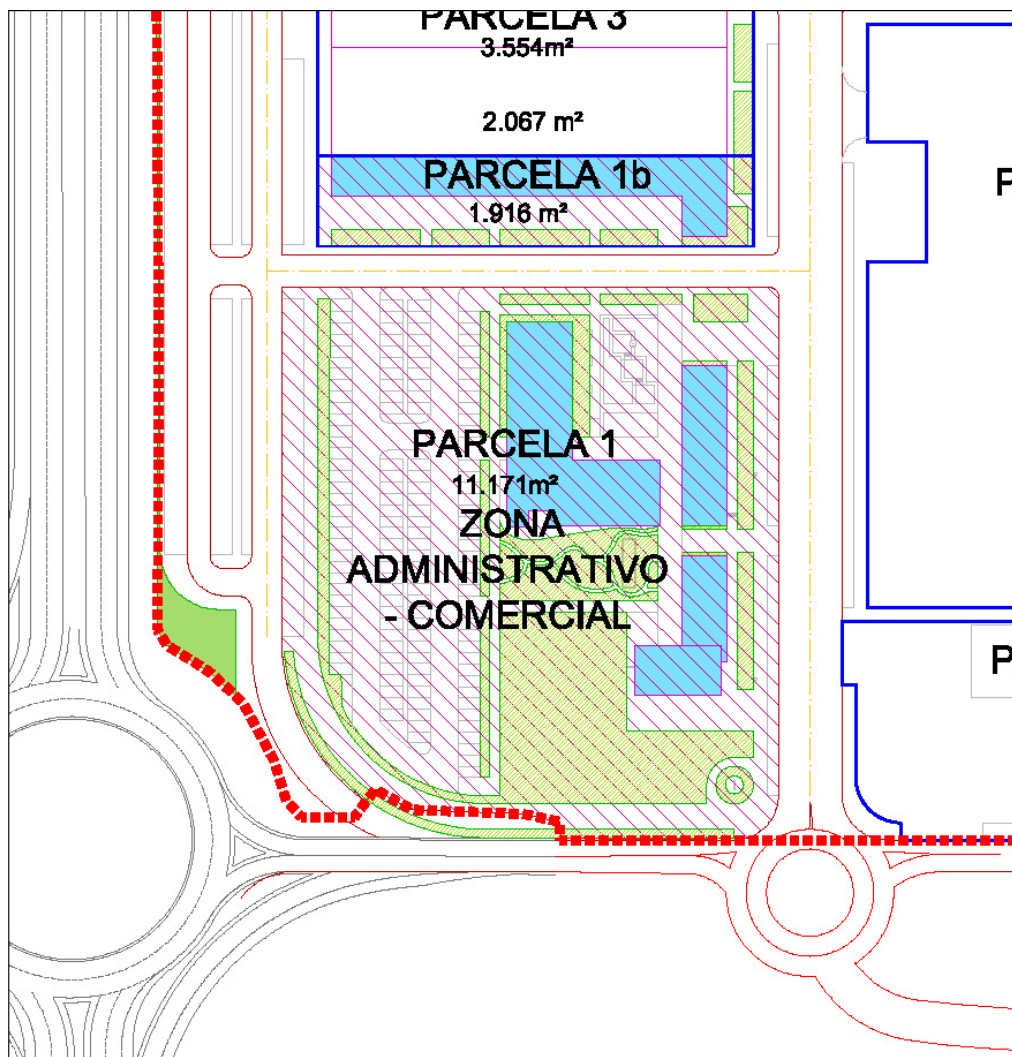 PARCELA 3
3.554m²
2.067 m²
PARCELA 1b
1.916 m²
P
PARCELA 1
11.171m²
ZONA
ADMINISTRATIVO
- COMERCIAL
P